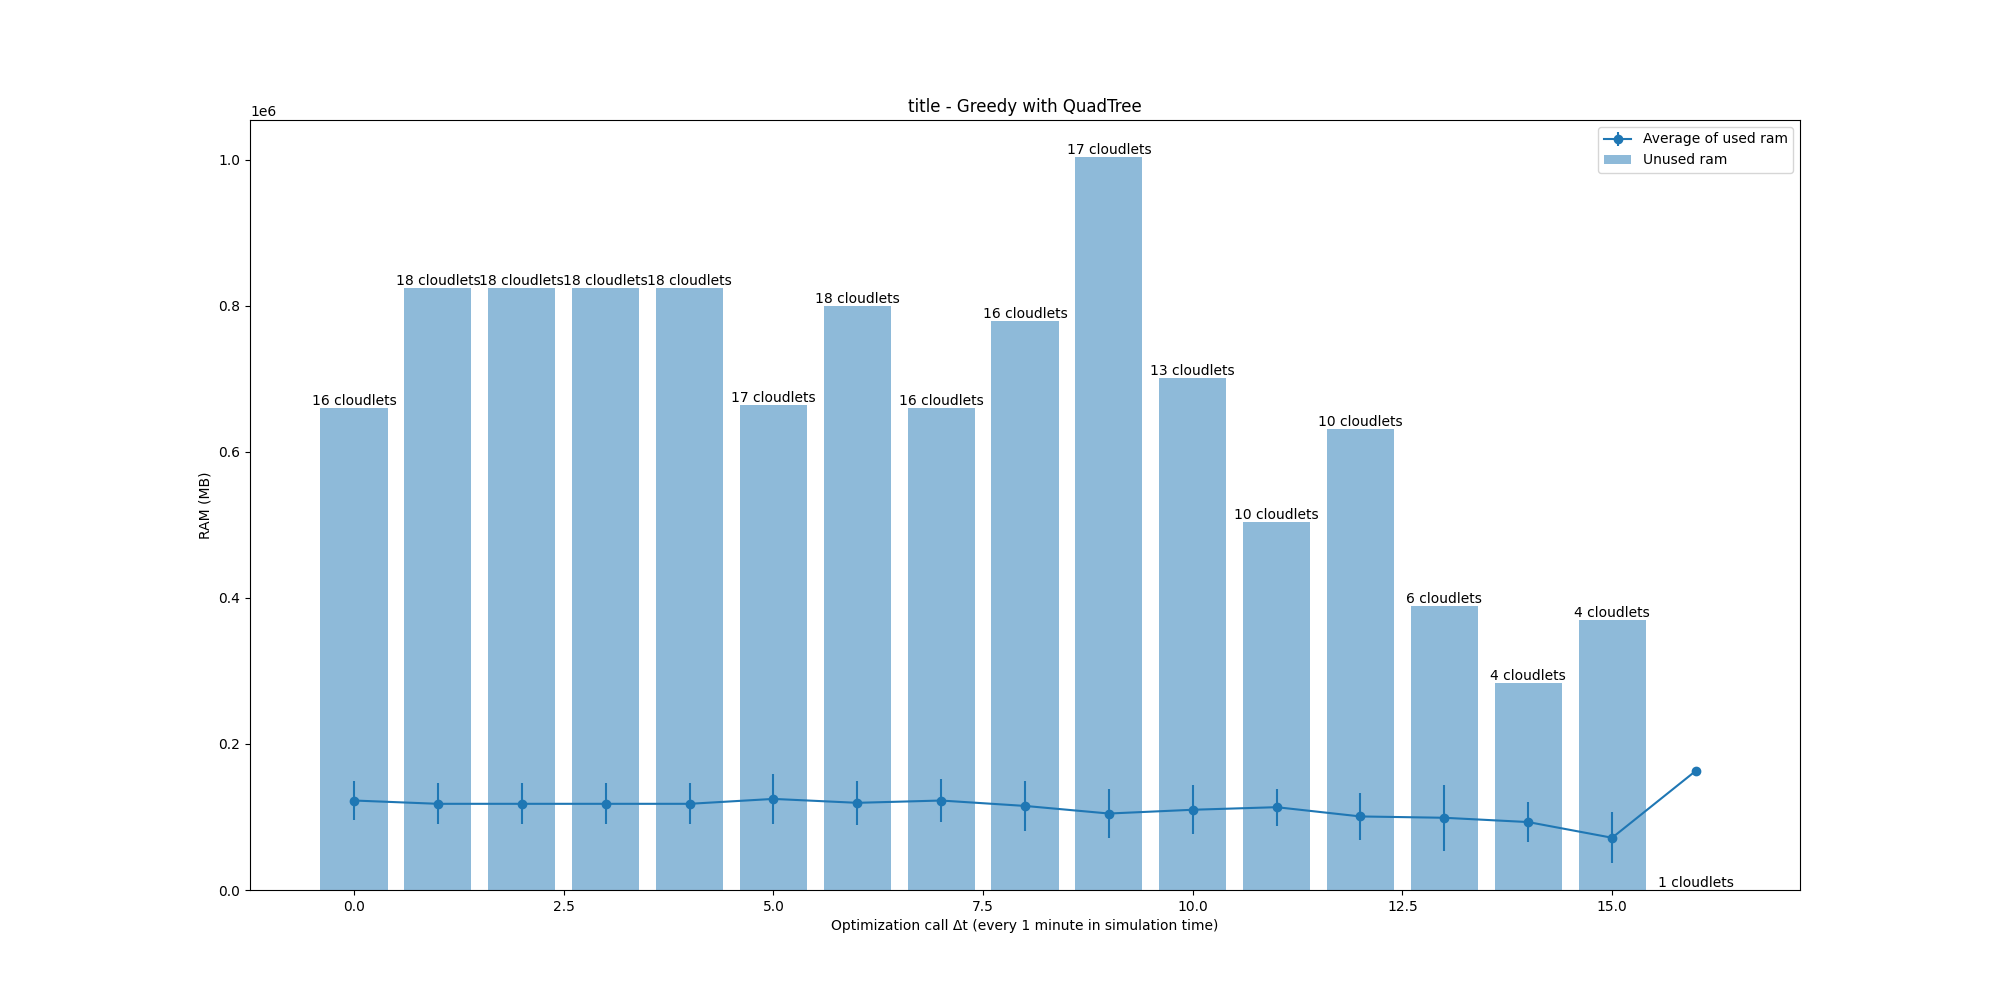 title - Greedy with QuadTree
1e6
Average of used ram
Unused ram
1.0
0.8
0.6
0.4
0.2
0.0
RAM (MB)
16 cloudlets
18 cloudlets
18 cloudlets
18 cloudlets
18 cloudlets
17 cloudlets
18 cloudlets
16 cloudlets
16 cloudlets
17 cloudlets
13 cloudlets
10 cloudlets
10 cloudlets
6 cloudlets
4 cloudlets
4 cloudlets
1 cloudlets
0.0 2.5 5.0 7.5 10.0 12.5 15.0
Optimization call Δt (every 1 minute in simulation time)